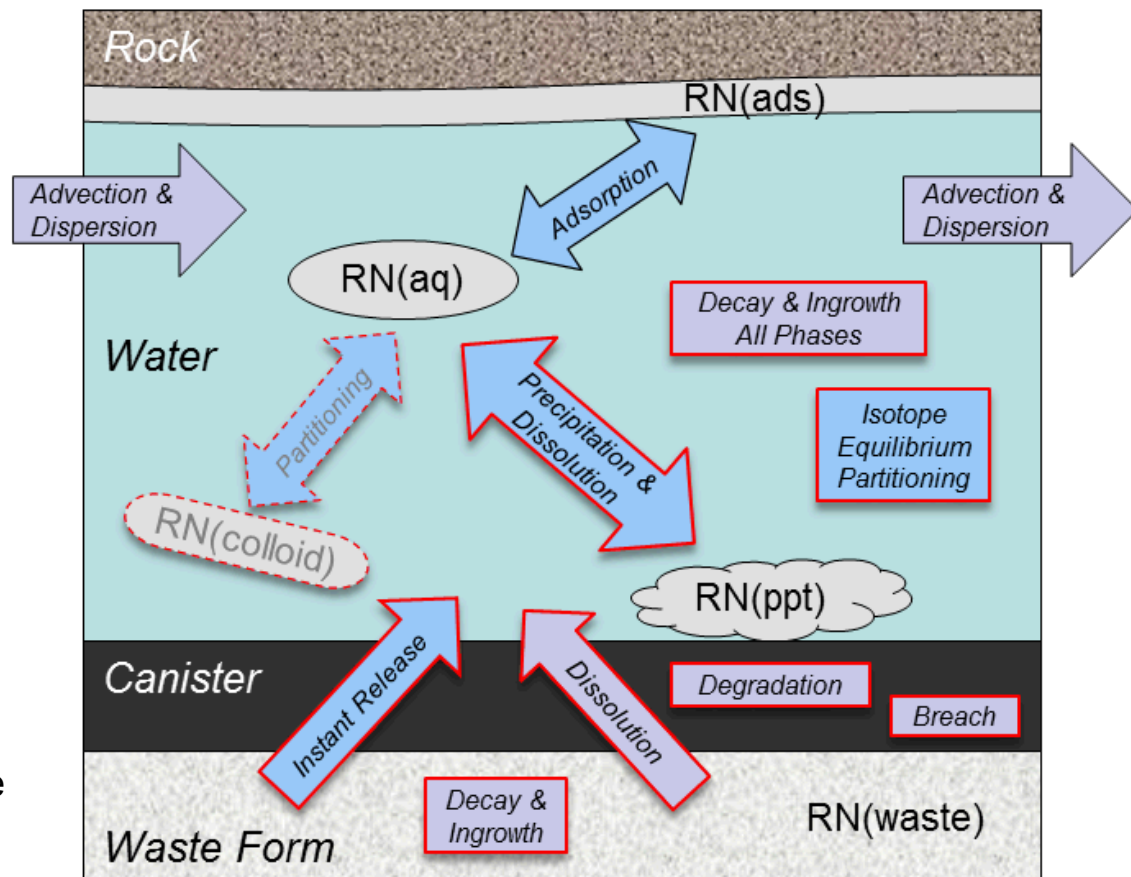 Rock
RN(ads)
Advection &
Dispersion
Adsorption
Advection &
Dispersion
RN(aq)
Decay & Ingrowth
All Phases
Water
Partitioning
Precipitation &
Dissolution
Isotope
Equilibrium
Partitioning
RN(colloid)
RN(ppt)
Canister
Instant Release
Dissolution
Degradation
Breach
e
Decay &
Ingrowth
RN(waste)
Waste Form